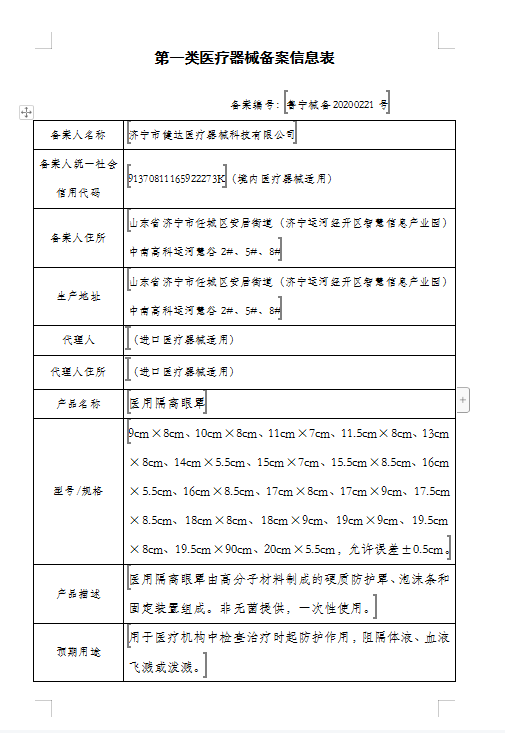 第一类医疗器械备案信息表
备案编号：鲁宁械备 20200221 号
备案人名称
济宁市健达医疗器械科技有限公司
备案人统一社会
信用代码
9137081116592227 3K（境内医疗器械适用）
备案人住所
山东省济宁市任城区安居街道（济宁运河经开区智慧信息产业园）
中南高科运河慧谷 2#、5#、8#
生产地址
山东省济宁市任城区安居街道（济宁运河经开区智慧信息产业园）
中南高科运河慧谷 2#、5#、8#
代理人
（进口医疗器械适用）
代理人住所
（进口医疗器械适用）
产品名称
医用隔离眼罩
型号/规格
9cm×8cm、10cm×8cm、11cm×7cm、11.5cm×8cm、13cm
×8cm、14cm×5.5cm、15cm×7cm、15.5cm×8.5cm、16cm
×5.5cm、16cm×8.5cm、17cm×8cm、17cm×9cm、17.5cm
×8.5cm、18cm×8cm、18cm×9cm、19cm×9cm、19.5cm
×8cm、19.5cm×90cm、20cm×5.5cm，允许误差±0.5cm。
产品描述
医用隔离眼罩由高分子材料制成的硬质防护罩、泡沫条和
固定装置组成。非无菌提供，一次性使用。
预期用途
用于医疗机构中检查治疗时起防护作用，阻隔体液、血液
飞溅或泼溅。